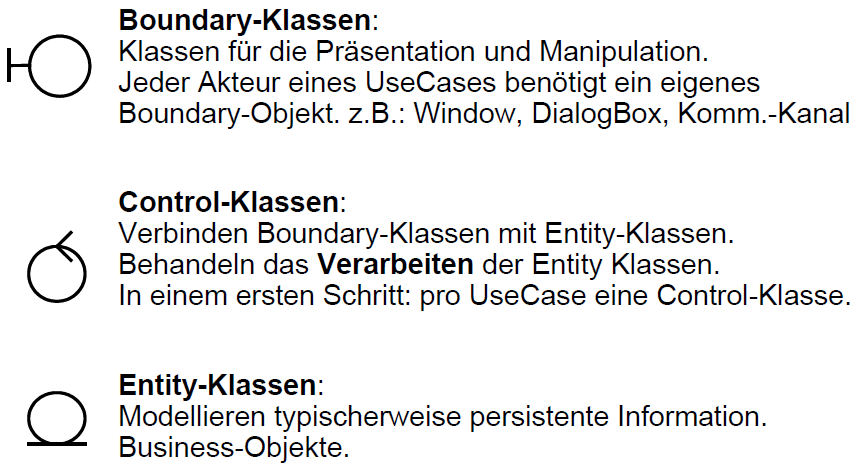 Boundary-Klassen:
Klassen für die Präsentation und Manipulation.
Jeder Akteur eines UseCases benötigt ein eigenes
Boundary-Objekt. z.B.: Window, DialogBox, Komm.-Kanal
Control-Klassen:
Verbinden Boundary-Klassen mit Entity-Klassen.
Behandeln das Verarbeiten der Entity Klassen.
In einem ersten Schritt: pro UseCase eine Control-Klasse.
Entity-Klassen:
Modellieren typischerweise persistente Information.
Business-Objekte.